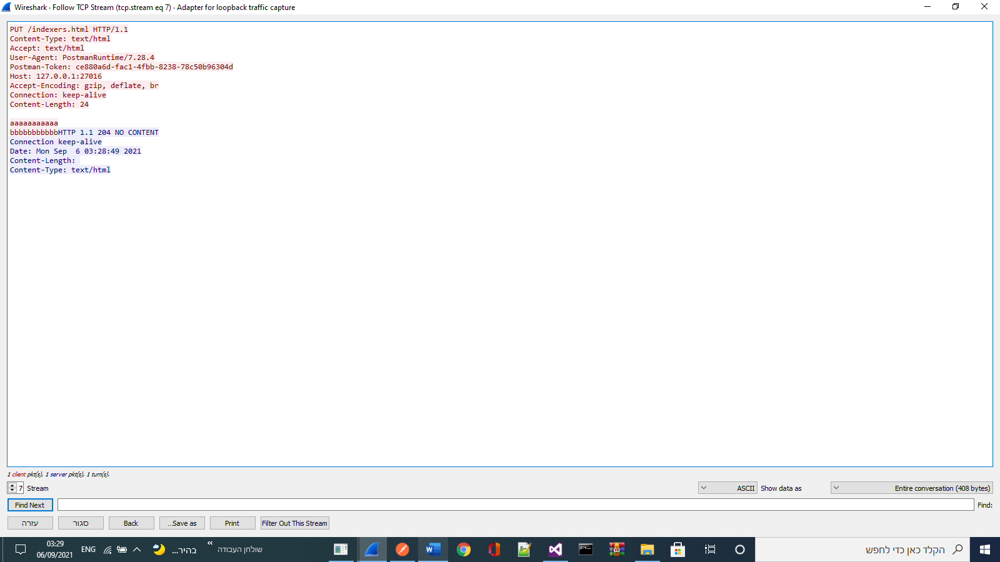 Wireshark · Follow TCP Stream (tcp.stream eq 7) · Adapter for loopback traffic capture
PUT /indexers.html HTTP/1.1
Content-Type: text/html
Accept: text/html
User-Agent: PostmanRuntime/7.28.4
Postman-Token: ce880a6d-fac1-4fbb-8238-78c50b96304d
Host: 127.0.0.1:27016
Accept-Encoding: gzip, deflate, br
Connection: keep-alive
Content-Length: 24
aaaaaaaaaaa
bbbbbbbbbbbHTTP 1.1 204 NO CONTENT
Connection keep-alive
Date: Mon Sep  6 03:28:49 2021
Content-Length:
Content-Type: text/html
1 client pkt(s), 1 server pkt(s), 1 turn(s).
7 Stream
ASCII Show data as
Entire conversation (408 bytes)
Find Next
Find:
עזרה
סגור
Back
...Save as
Print
Filter Out This Stream
03:29
06/09/2021
ENG
בהיר...
שולחן העבודה
הקלד כאן כדי לחפש